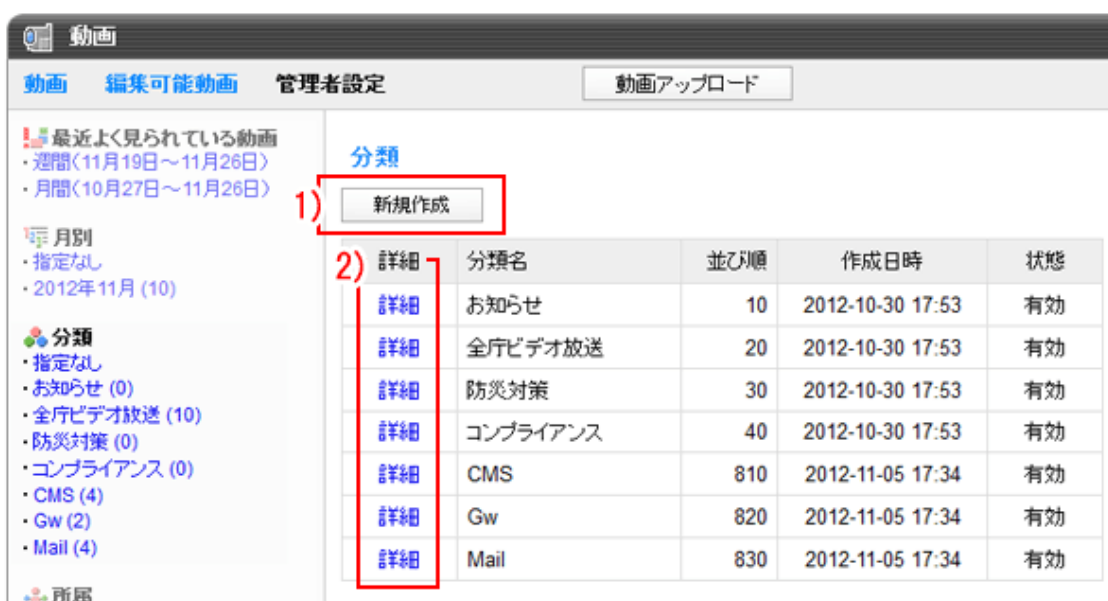 動画
動画 編集可能動画 管理者設定 動画アップロード
最近よく見られている動画
・週間(11月19日～11月26日)
・月間(10月27日～11月26日)
月別
・指定なし
・2012年11月 (10)
分類
・指定なし
・お知らせ (0)
・全庁ビデオ放送 (10)
・防災対策 (0)
・コンプライアンス (0)
・CMS (4)
・Gw (2)
・Mail (4)
所属
分類
1) 新規作成
2) 詳細 分類名 並び順 作成日時 状態
詳細 お知らせ 10 2012-10-30 17:53 有効
詳細 全庁ビデオ放送 20 2012-10-30 17:53 有効
詳細 防災対策 30 2012-10-30 17:53 有効
詳細 コンプライアンス 40 2012-10-30 17:53 有効
詳細 CMS 810 2012-11-05 17:34 有効
詳細 Gw 820 2012-11-05 17:34 有効
詳細 Mail 830 2012-11-05 17:34 有効